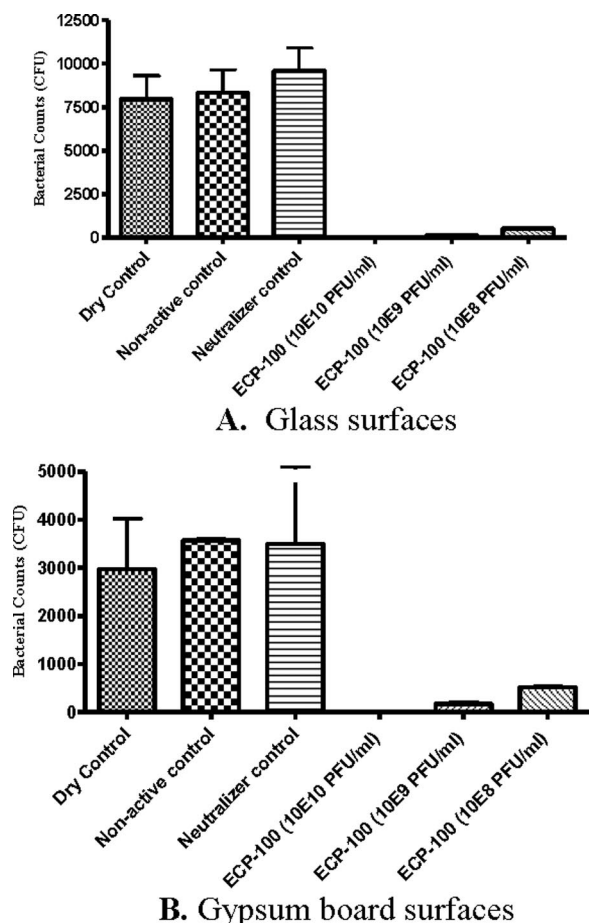 Bacterial Counts (CFU)
12500
10000
7500
5000
2500
0
Dry Control
Non-active control
Neutralizer control
ECP-100 (10E10 PFU/ml)
ECP-100 (10E9 PFU/ml)
ECP-100 (10E8 PFU/ml)
A. Glass surfaces
Bacterial Counts (CFU)
5000
4000
3000
2000
1000
0
Dry Control
Non-active control
Neutralizer control
ECP-100 (10E10 PFU/ml)
ECP-100 (10E9 PFU/ml)
ECP-100 (10E8 PFU/ml)
B. Gypsum board surfaces